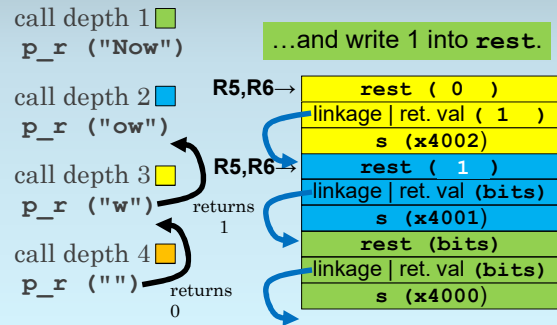 call depth 1
p_r ("Now")
call depth 2
p_r ("ow")
call depth 3
p_r ("w")
returns
1
call depth 4
p_r ("")
returns
0
…and write 1 into rest.
R5,R6→
rest ( 0 )
linkage | ret. val ( 1 )
s (x4002)
R5,R6→
rest ( 1 )
linkage | ret. val (bits)
s (x4001)
rest (bits)
linkage | ret. val (bits)
s (x4000)